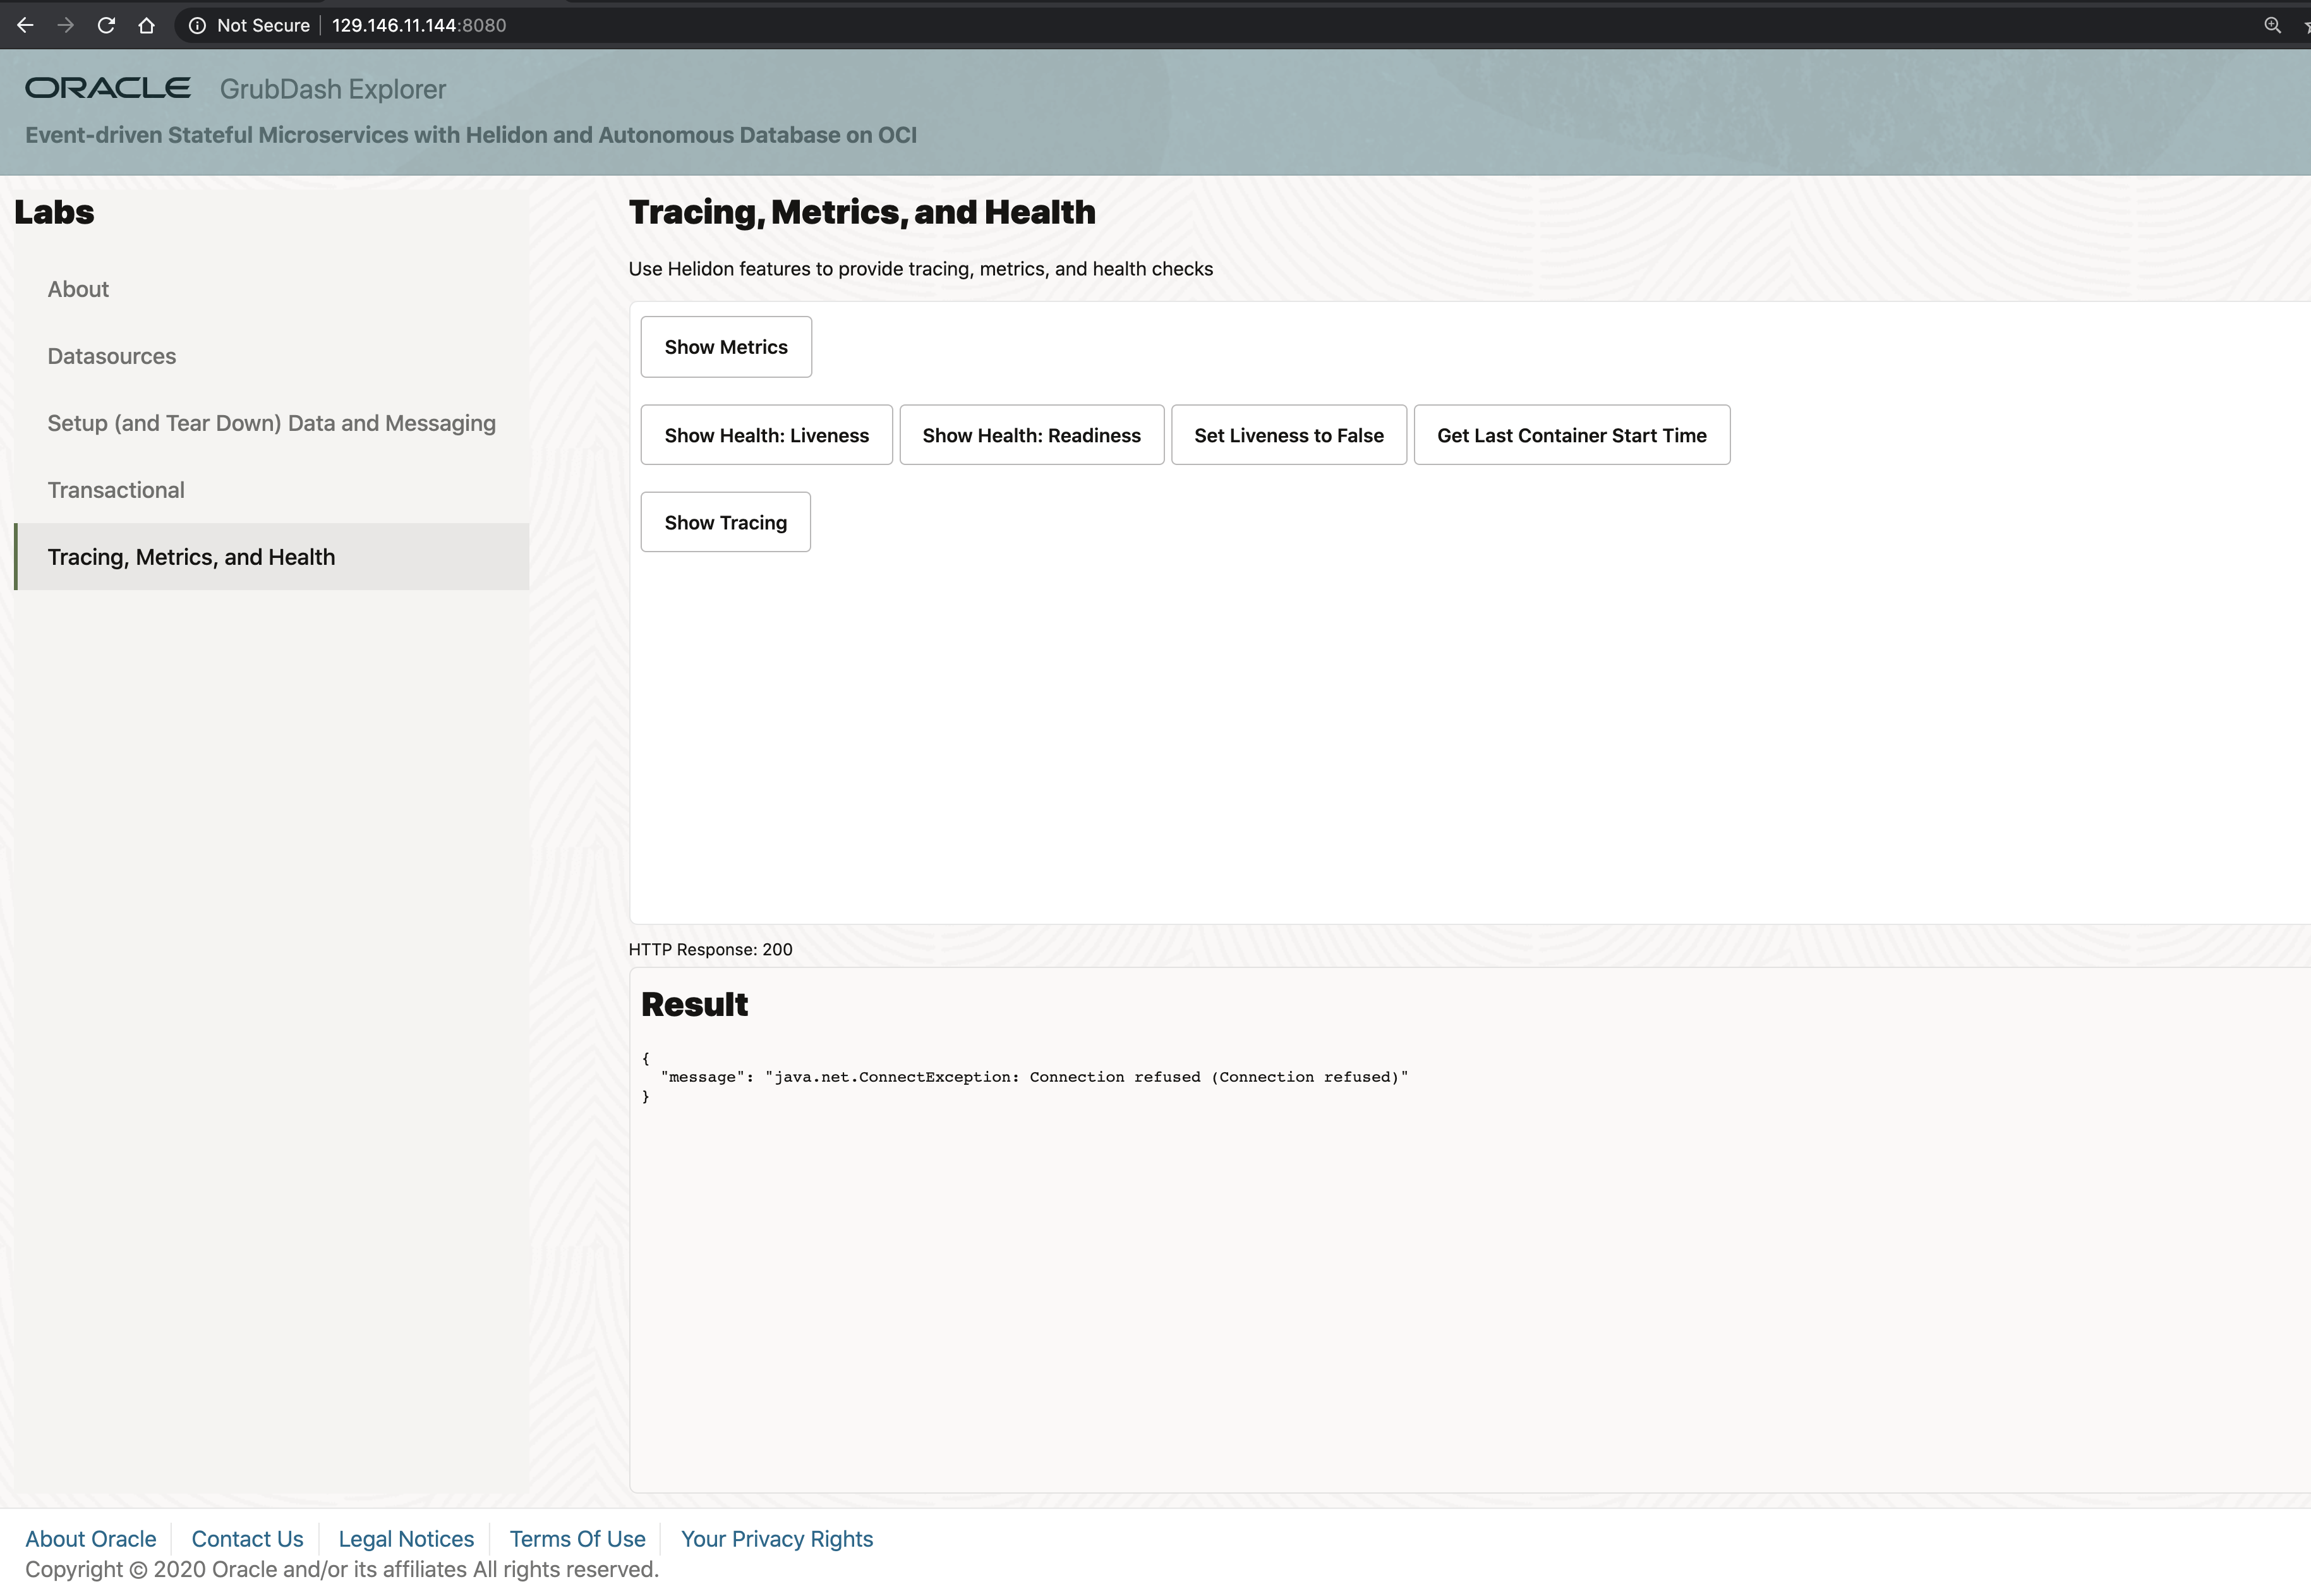 Not Secure 129.146.11.144:8080
ORACLE GrubDash Explorer
Event-driven Stateful Microservices with Helidon and Autonomous Database on OCI
Labs
About
Datasources
Setup (and Tear Down) Data and Messaging
Transactional
Tracing, Metrics, and Health
Tracing, Metrics, and Health
Use Helidon features to provide tracing, metrics, and health checks
Show Metrics
Show Health: Liveness Show Health: Readiness Set Liveness to False Get Last Container Start Time
Show Tracing
HTTP Response: 200
Result
{
"message": "java.net.ConnectException: Connection refused (Connection refused)"
}
About Oracle Contact Us Legal Notices Terms Of Use Your Privacy Rights
Copyright © 2020 Oracle and/or its affiliates All rights reserved.